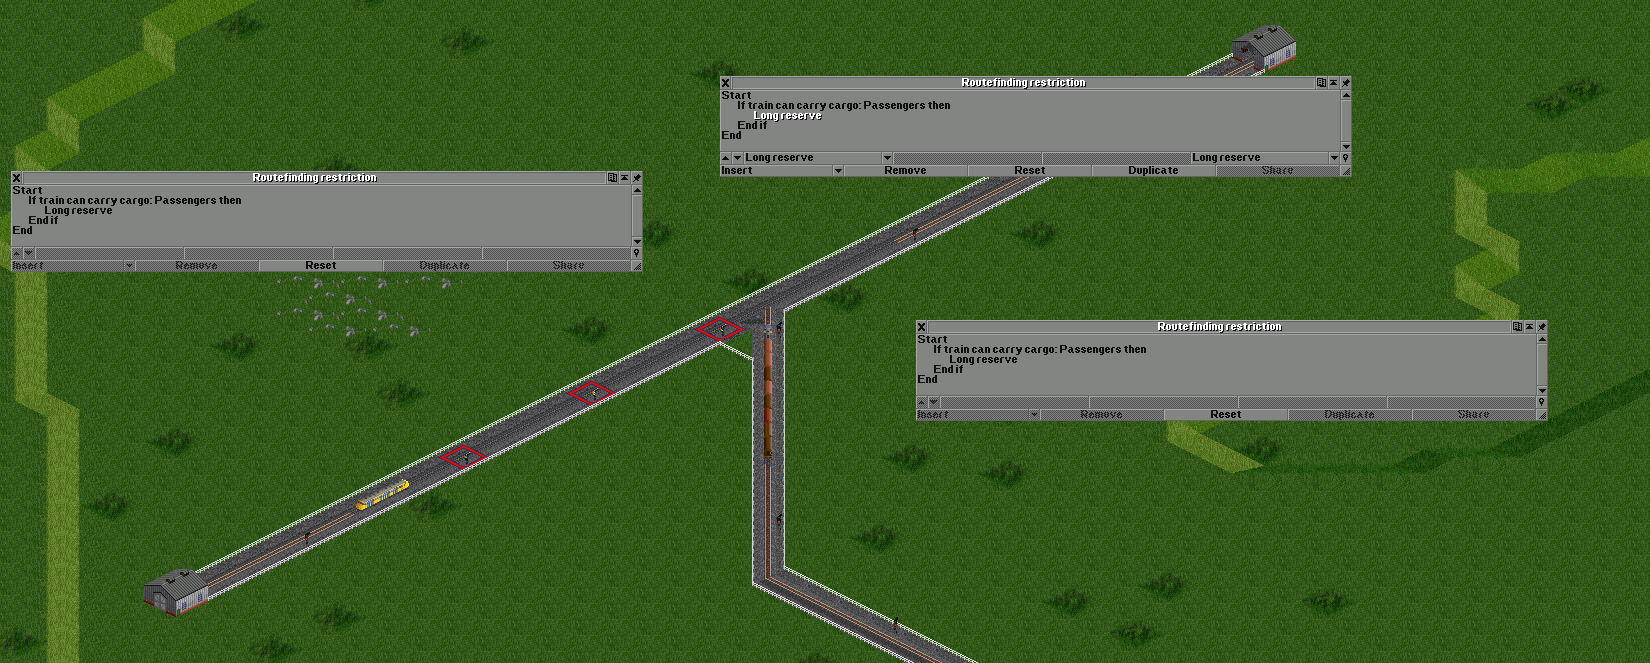 Routefinding restriction
Start
If train can carry cargo: Passengers then
Long reserve
End if
End
Long reserve
Long reserve
Insert
Remove
Reset
Duplicate
Share
Routefinding restriction
Start
If train can carry cargo: Passengers then
Long reserve
End if
End
Insert
Remove
Reset
Duplicate
Share
Routefinding restriction
Start
If train can carry cargo: Passengers then
Long reserve
End if
End
Insert
Remove
Reset
Duplicate
Share